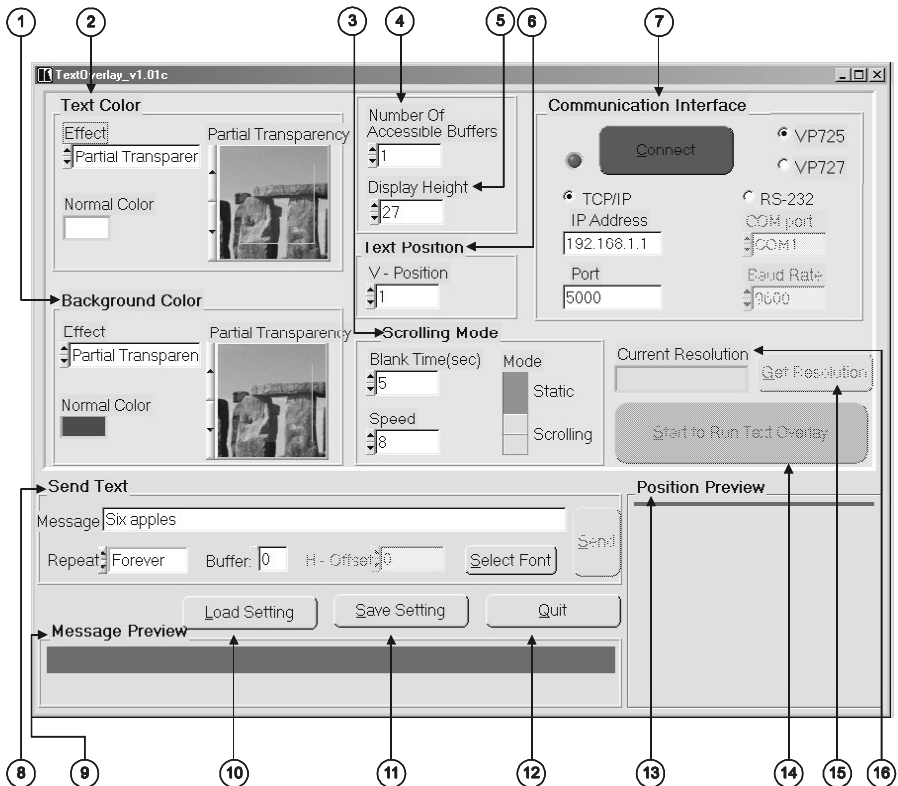 1 2 3 4 5 6 7
TextOverlay_v1.01c
Text Color
Effect
Partial Transparer
Partial Transparency
Normal Color
Number Of
Accessible Buffers
1
Display Height
27
Text Position
V - Position
1
Communication Interface
Connect
VP725
VP727
TCP/IP
RS-232
IP Address
192.168.1.1
COM port
COM1
Port
5000
Baud Rate
9600
Background Color
Effect
Partial Transparen
Partial Transparency
Normal Color
Scrolling Mode
Blank Time(sec)
5
Speed
8
Mode
Static
Scrolling
Current Resolution
Get Resolution
Start to Run Text Overlay
Send Text
Message Six apples
Repeat Forever Buffer: 0 H - Offset 0 Select Font
Send
Load Setting Save Setting Quit
Message Preview
Position Preview
8 9 10 11 12 13 14 15 16